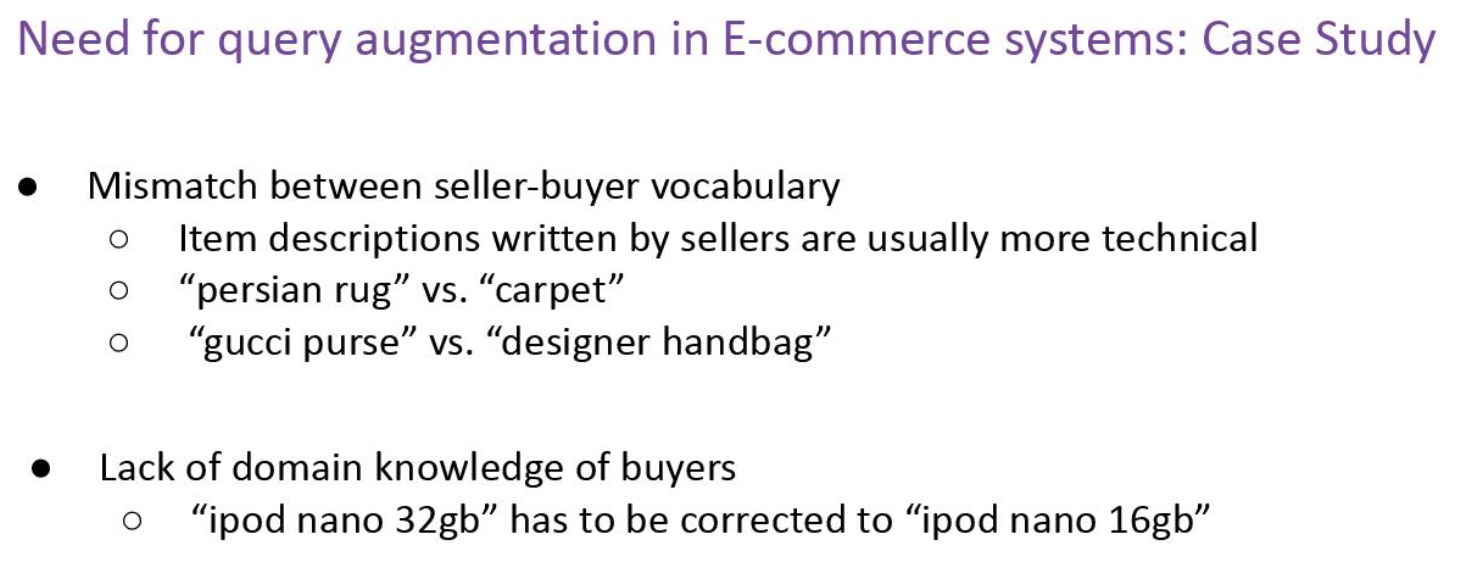 Need for query augmentation in E-commerce systems: Case Study
● Mismatch between seller-buyer vocabulary
○ Item descriptions written by sellers are usually more technical
○ “persian rug” vs. “carpet”
○ “gucci purse” vs. “designer handbag”
● Lack of domain knowledge of buyers
○ “ipod nano 32gb” has to be corrected to “ipod nano 16gb”